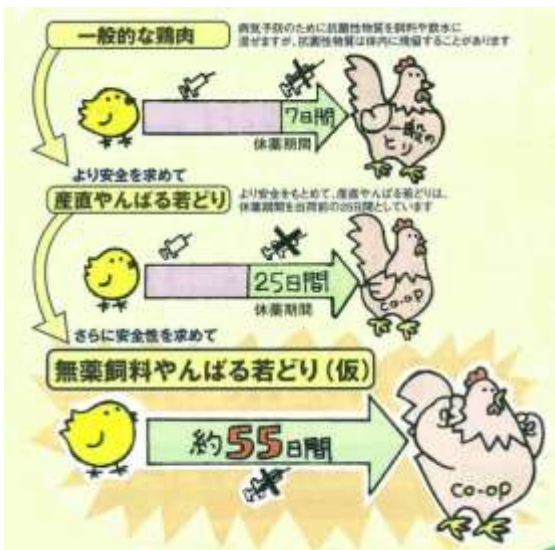 一般的な鶏肉
病気予防のために抗菌性物質を飼料や飲水に
混ぜますが、抗菌性物質は体内に残留することがあります
7日間
休薬期間
一般の
とり
より安全を求めて
産直やんばる若どり
より安全をもとめて、産直やんばる若どりは、
休薬期間を出荷前の25日間としています
25日間
休薬期間
co-op
さらに安全性を求めて
無薬飼料やんばる若どり(仮)
約55日間
co-op